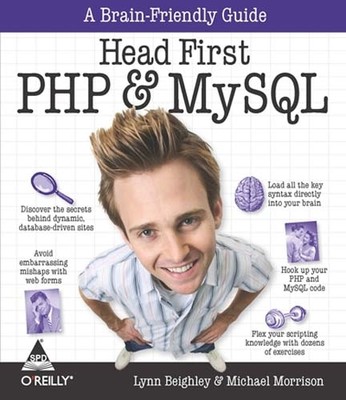 A Brain-Friendly Guide
Head First
PHP & MySQL
Discover the secrets
behind dynamic,
database-driven sites
Load all the key
syntax directly
into your brain
Avoid
embarrassing
mishaps with
web forms
Hook up your
PHP and
MySQL code
Flex your scripting
knowledge with dozens
of exercises
SPD
O'REILLY®
Lynn Beighley & Michael Morrison